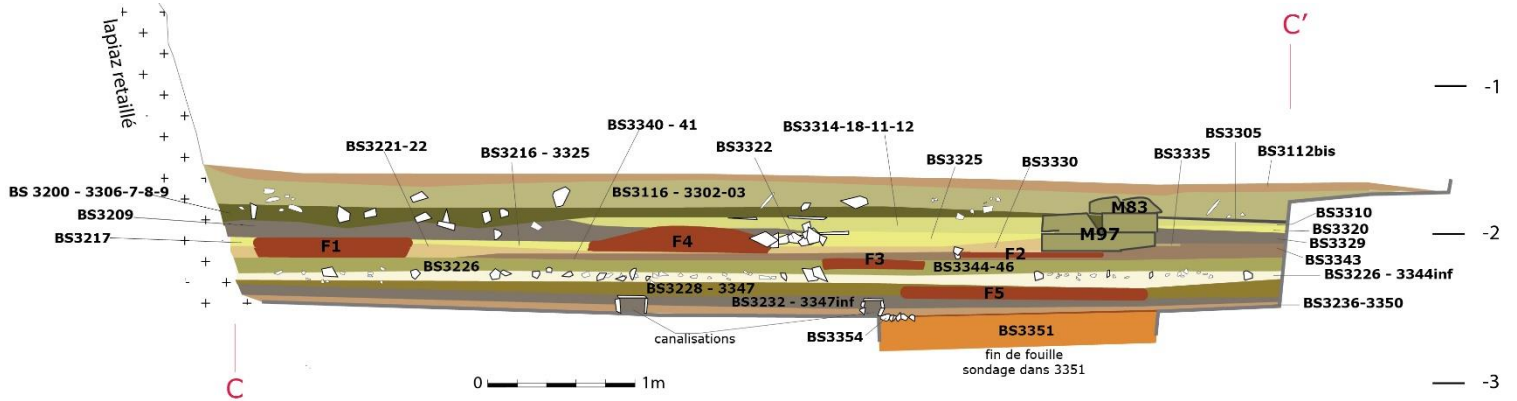 lapiaz retaillé
C’
-1
BS3340 - 41
BS3314-18-11-12
BS3305
BS3221-22
BS3216 - 3325
BS3322
BS3325
BS3330
BS3335
BS3112bis
BS 3200 - 3306-7-8-9
BS3116 - 3302-03
M83
BS3209
BS3310
BS3217
F1
F4
M97
-2
BS3320
F2
BS3329
F3
BS3343
BS3226
BS3344-46
BS3226 - 3344inf
BS3228 - 3347
F5
BS3232 - 3347inf
BS3236-3350
canalisations
BS3354
BS3351
fin de fouille
sondage dans 3351
C
0
1m
-3